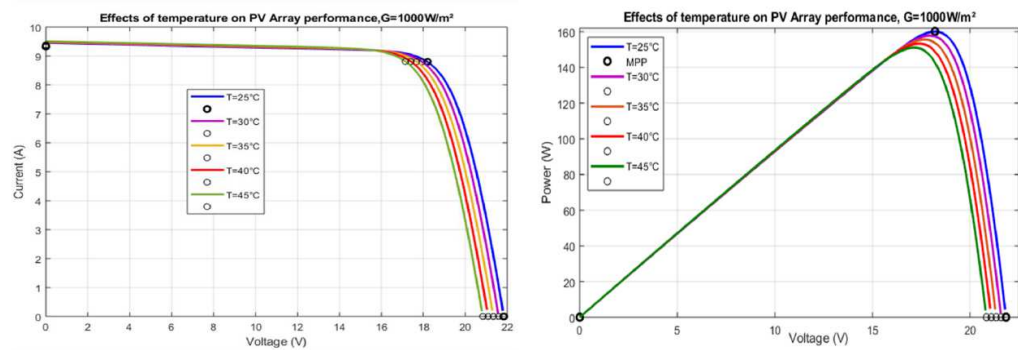 Effects of temperature on PV Array performance,G=1000W/m²
10
9
8
7
6
5
4
3
2
1
0
Current (A)
T=25°C
T=30°C
T=35°C
T=40°C
T=45°C
0 2 4 6 8 10 12 14 16 18 20 22
Voltage (V)
Effects of temperature on PV Array performance, G=1000W/m²
160
140
120
100
80
60
40
20
0
Power (W)
T=25°C
MPP
T=30°C
T=35°C
T=40°C
T=45°C
0 5 10 15 20
Voltage (V)